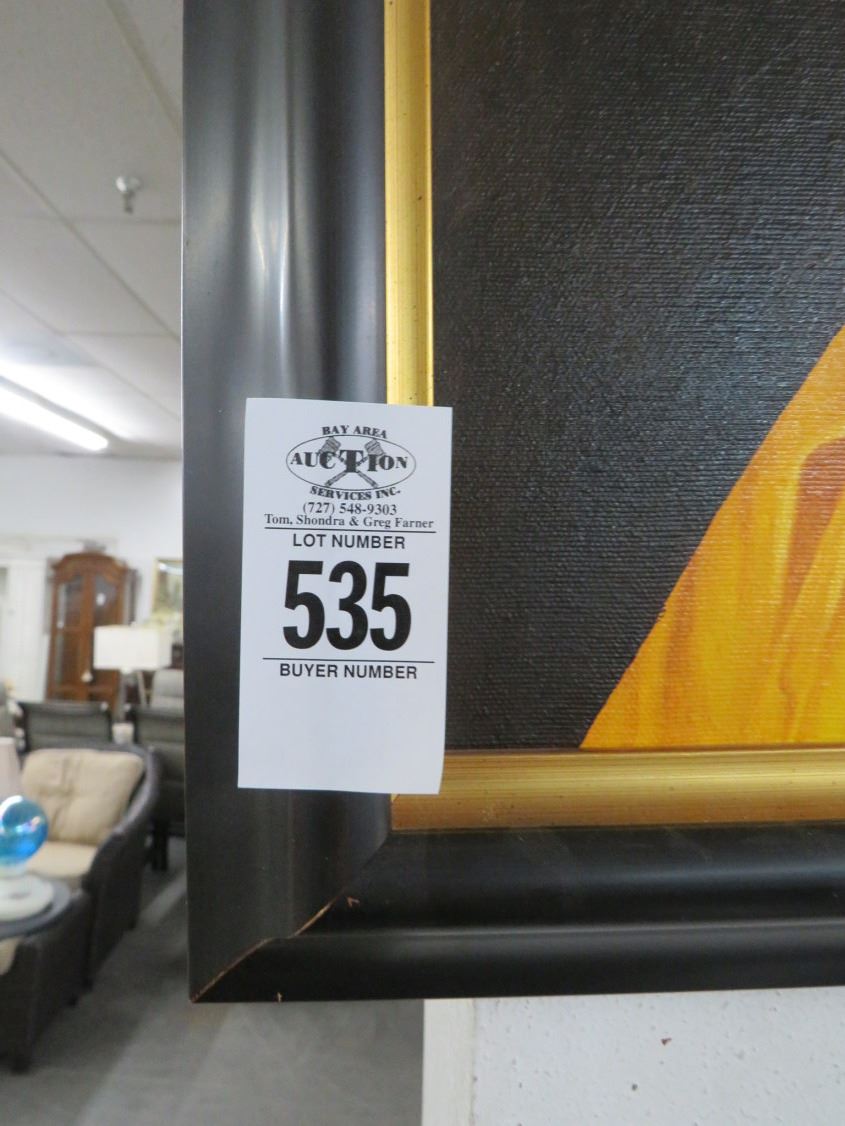 BAY AREA
AUCTION
SERVICES INC.
(727) 548-9303
Tom, Shondra & Greg Farner
LOT NUMBER
535
BUYER NUMBER